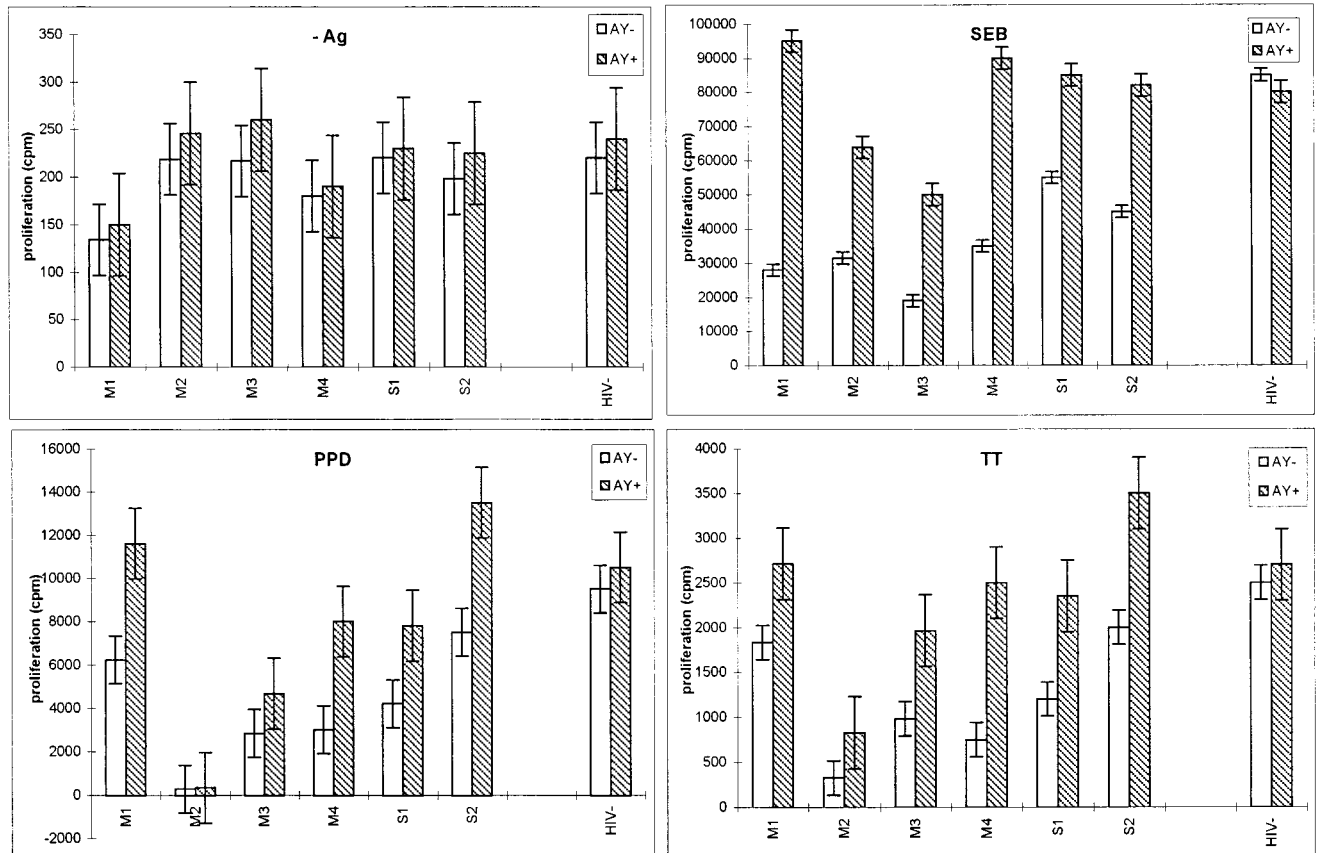 - Ag
AY-
AY+
proliferation (cpm)
350
300
250
200
150
100
50
0
M1
M2
M3
M4
S1
S2
HIV-
SEB
AY-
AY+
proliferation (cpm)
100000
90000
80000
70000
60000
50000
40000
30000
20000
10000
0
M1
M2
M3
M4
S1
S2
HIV-
PPD
AY-
AY+
proliferation (cpm)
16000
14000
12000
10000
8000
6000
4000
2000
0
-2000
M1
M2
M3
M4
S1
S2
HIV-
TT
AY-
AY+
proliferation (cpm)
4000
3500
3000
2500
2000
1500
1000
500
0
M1
M2
M3
M4
S1
S2
HIV-